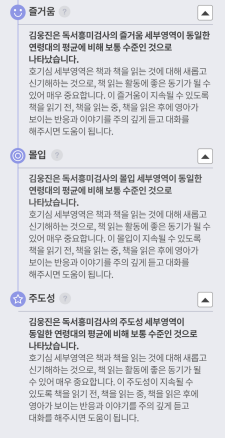 즐거움 ?
김웅진은 독서흥미검사의 즐거움 세부영역이 동일한
연령대의 평균에 비해 보통 수준인 것으로
나타났습니다.
호기심 세부영역은 책과 책을 읽는 것에 대해 새롭고
신기해하는 것으로, 책 읽는 활동에 좋은 동기가 될 수
있어 매우 중요합니다. 이 즐거움이 지속될 수 있도록
책을 읽기 전, 책을 읽는 중, 책을 읽은 후에 영아가
보이는 반응과 이야기를 주의 깊게 듣고 대화를
해주시면 도움이 됩니다.
몰입 ?
김웅진은 독서흥미검사의 몰입 세부영역이 동일한
연령대의 평균에 비해 보통 수준인 것으로
나타났습니다.
호기심 세부영역은 책과 책을 읽는 것에 대해 새롭고
신기해하는 것으로, 책 읽는 활동에 좋은 동기가 될 수
있어 매우 중요합니다. 이 몰입이 지속될 수 있도록
책을 읽기 전, 책을 읽는 중, 책을 읽은 후에 영아가
보이는 반응과 이야기를 주의 깊게 듣고 대화를
해주시면 도움이 됩니다.
주도성 ?
김웅진은 독서흥미검사의 주도성 세부영역이
동일한 연령대의 평균에 비해 보통 수준인 것으로
나타났습니다.
호기심 세부영역은 책과 책을 읽는 것에 대해 새롭고
신기해하는 것으로, 책 읽는 활동에 좋은 동기가 될
수 있어 매우 중요합니다. 이 주도성이 지속될 수
있도록 책을 읽기 전, 책을 읽는 중, 책을 읽은 후에
영아가 보이는 반응과 이야기를 주의 깊게 듣고
대화를 해주시면 도움이 됩니다.